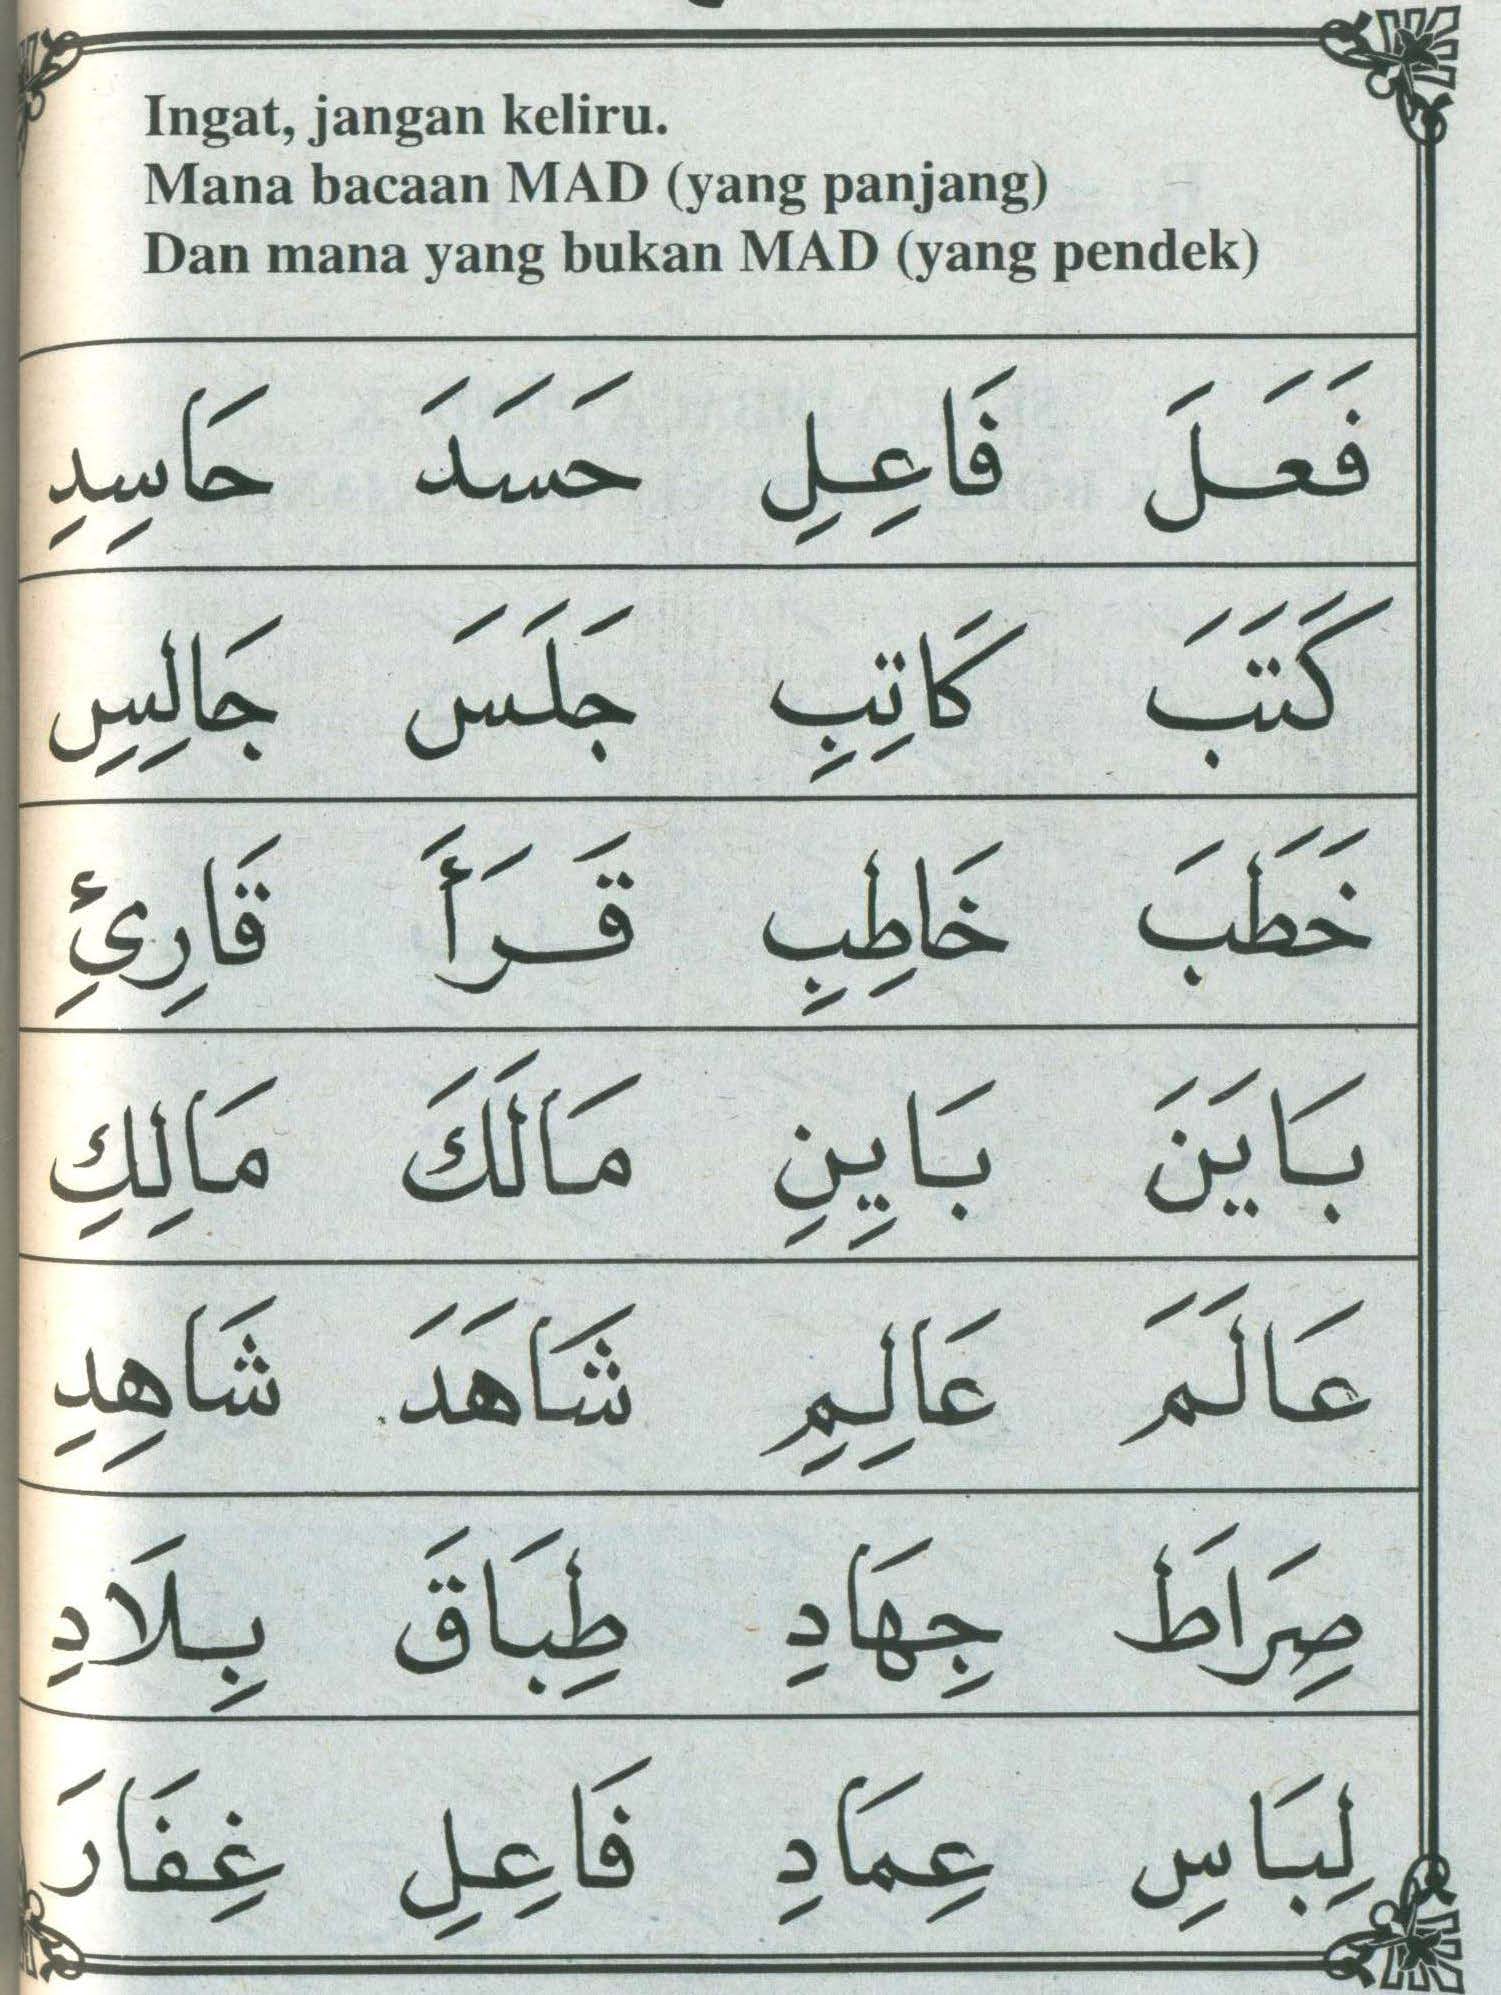 Ingat, jangan keliru.
Mana bacaan MAD (yang panjang)
Dan mana yang bukan MAD (yang pendek)
فَعَلَ فَاعِلِ حَسَدَ حَاسِدِ
كَتَبَ كَاتِبِ جَلَسَ جَالِسِ
خَطَبَ خَاطِبِ قَرَأَ قَارِئِ
بَايَنَ بَايِنِ مَالَكَ مَالِكِ
عَالَمَ عَالِمِ شَاهَدَ شَاهِدِ
صِرَاطَ جِهَادِ طِبَاقَ بِلَادِ
لِبَاسِ عِمَادِ فَاعِلِ غِفَارَ